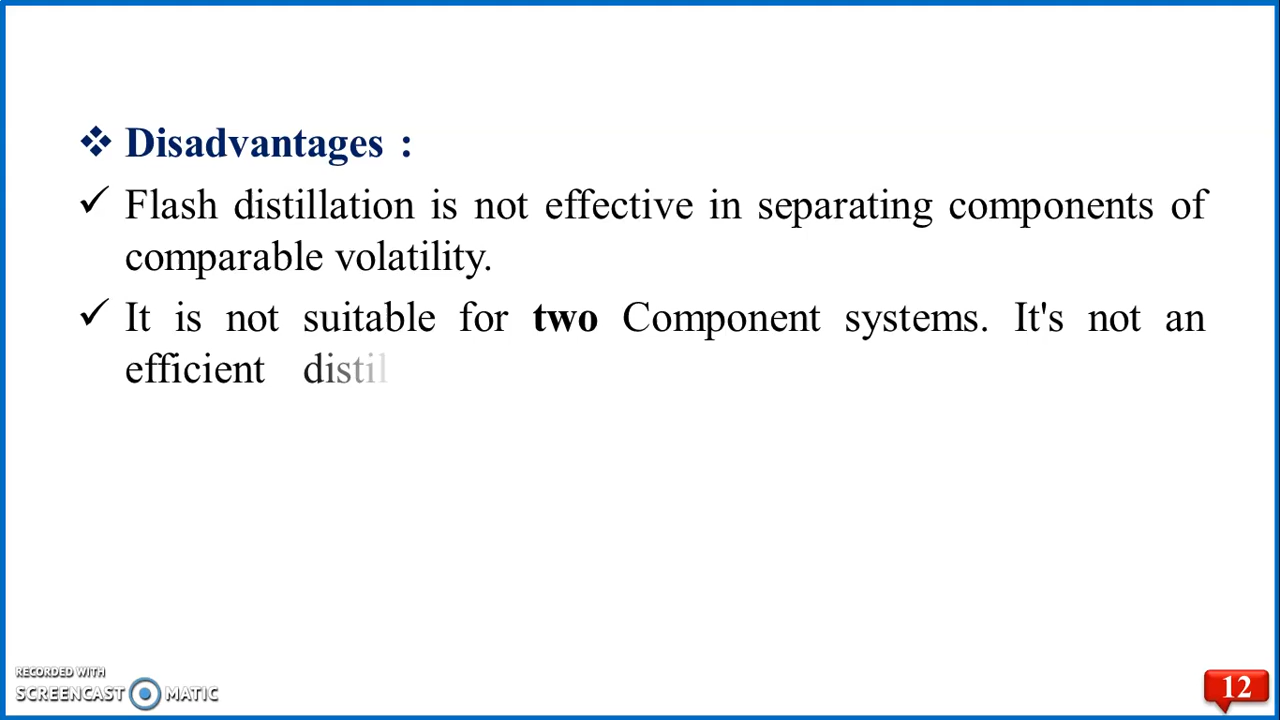 ❖ Disadvantages :
✓ Flash distillation is not effective in separating components of
comparable volatility.
✓ It is not suitable for two Component systems. It's not an
efficient distil
RECORDED WITH
SCREENCAST MATIC
12